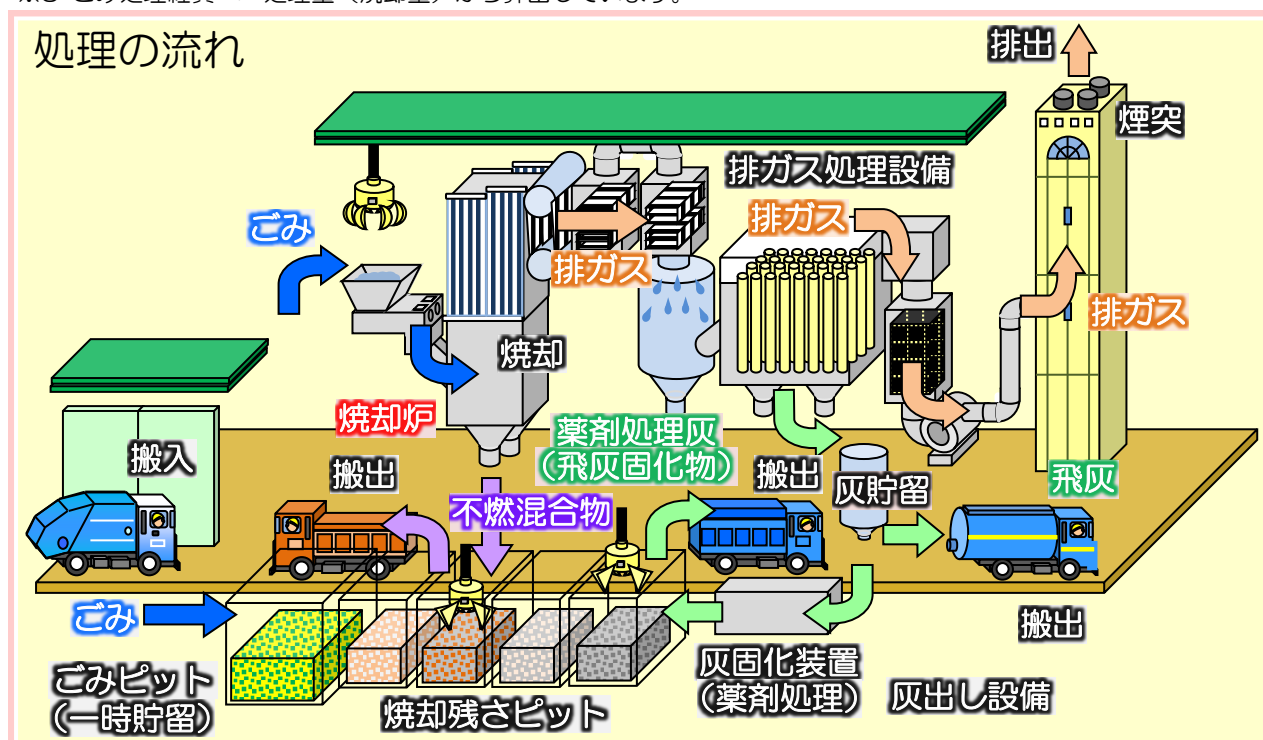 処理の流れ
排出
煙突
排ガス処理設備
ごみ
排ガス
排ガス
排ガス
焼却
焼却炉
薬剤処理灰
(飛灰固化物)
搬入
搬出
搬出
灰貯留
飛灰
不燃混合物
ごみ
搬出
ごみピット
(一時貯留)
焼却残さピット
灰固化装置
(薬剤処理)
灰出し設備